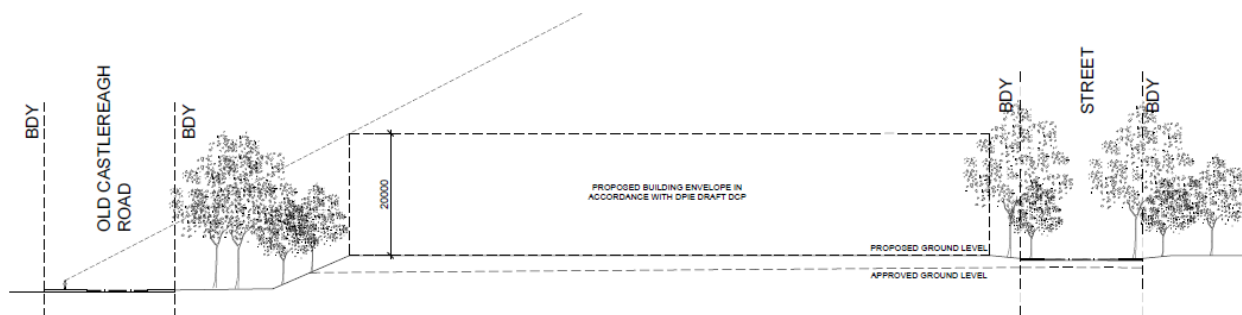 BDY
OLD CASTLEREAGH
ROAD
BDY
20000
PROPOSED BUILDING ENVELOPE IN
ACCORDANCE WITH DPIE DRAFT DCP
PROPOSED GROUND LEVEL
APPROVED GROUND LEVEL
BDY
STREET
BDY